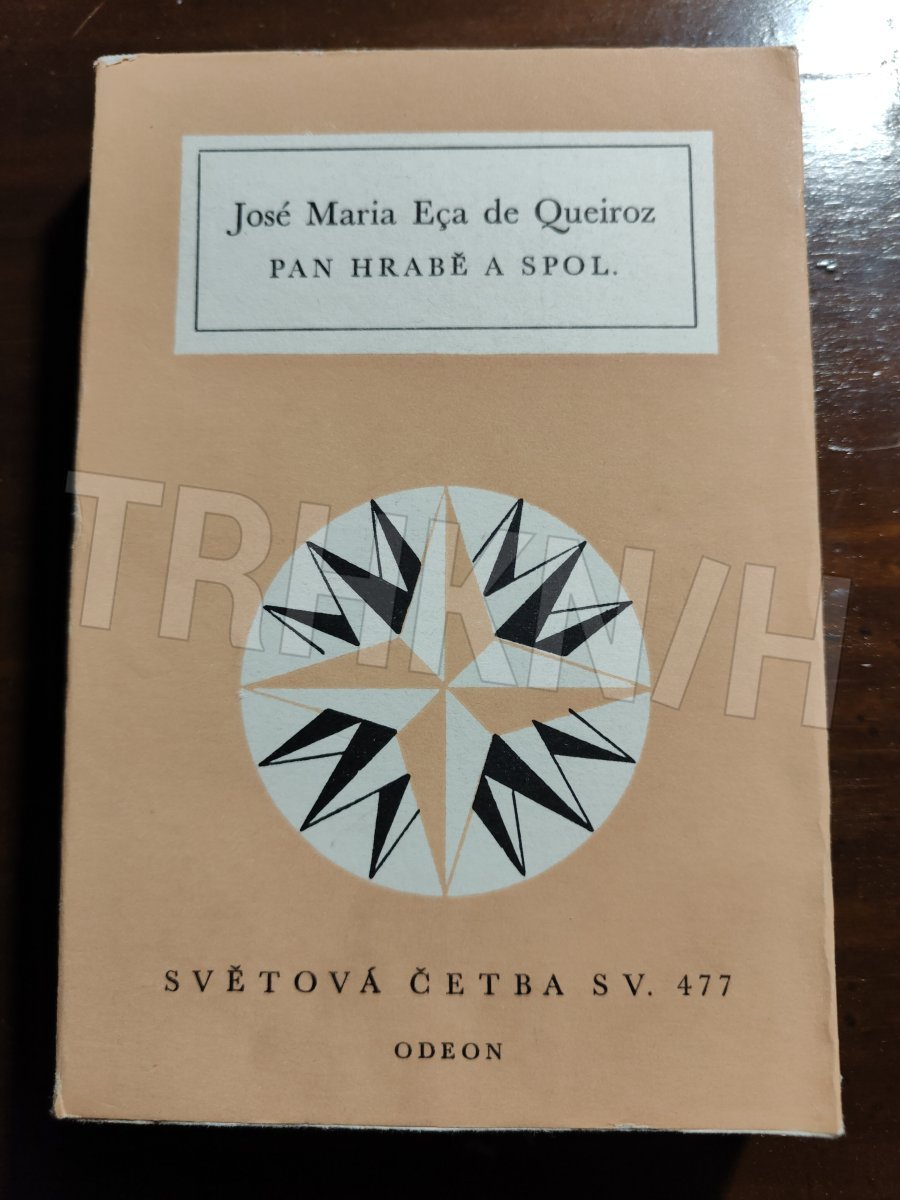 José Maria Eça de Queiroz
PAN HRABĚ A SPOL.
TRHKNIH
SVĚTOVÁ ČETBA SV. 477
ODEON